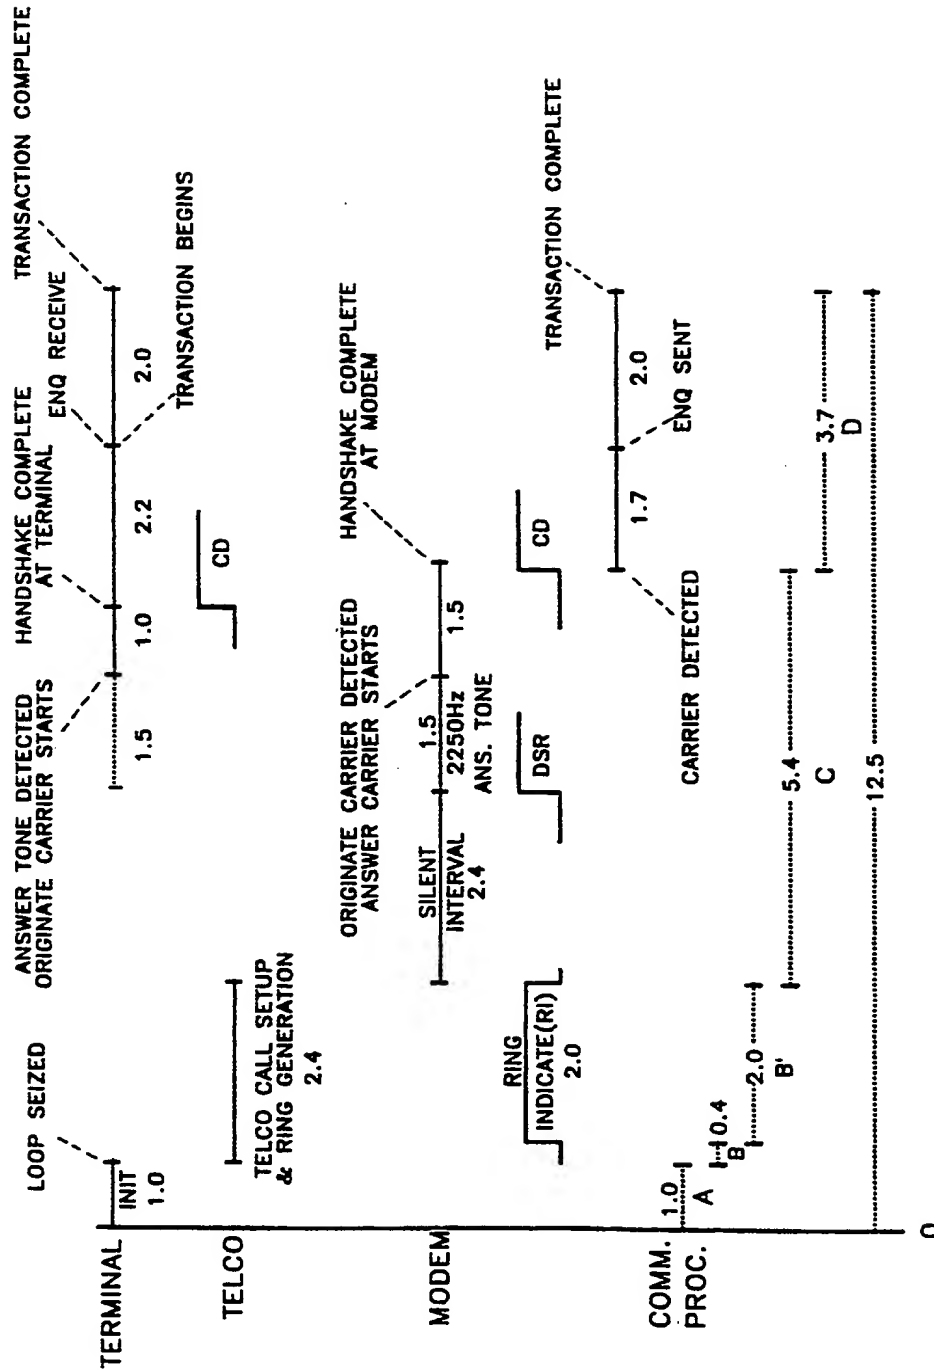 TERMINAL
LOOP SEIZED
INIT
1.0
ANSWER TONE DETECTED
ORIGINATE CARRIER STARTS
1.5
HANDSHAKE COMPLETE
AT TERMINAL
1.0
ENQ RECEIVE
2.2
TRANSACTION BEGINS
2.0
TRANSACTION COMPLETE
TELCO
TELCO CALL SETUP
& RING GENERATION
2.4
CD
MODEM
SILENT
INTERVAL
2.4
ORIGINATE CARRIER DETECTED
ANSWER CARRIER STARTS
1.5
2250Hz
ANS. TONE
1.5
HANDSHAKE COMPLETE
AT MODEM
RING
INDICATE(RI)
2.0
DSR
CD
COMM.
PROC.
CARRIER DETECTED
1.7
ENQ SENT
2.0
TRANSACTION COMPLETE
1.0
A
0.4
B
2.0
B'
5.4
C
3.7
D
12.5
0